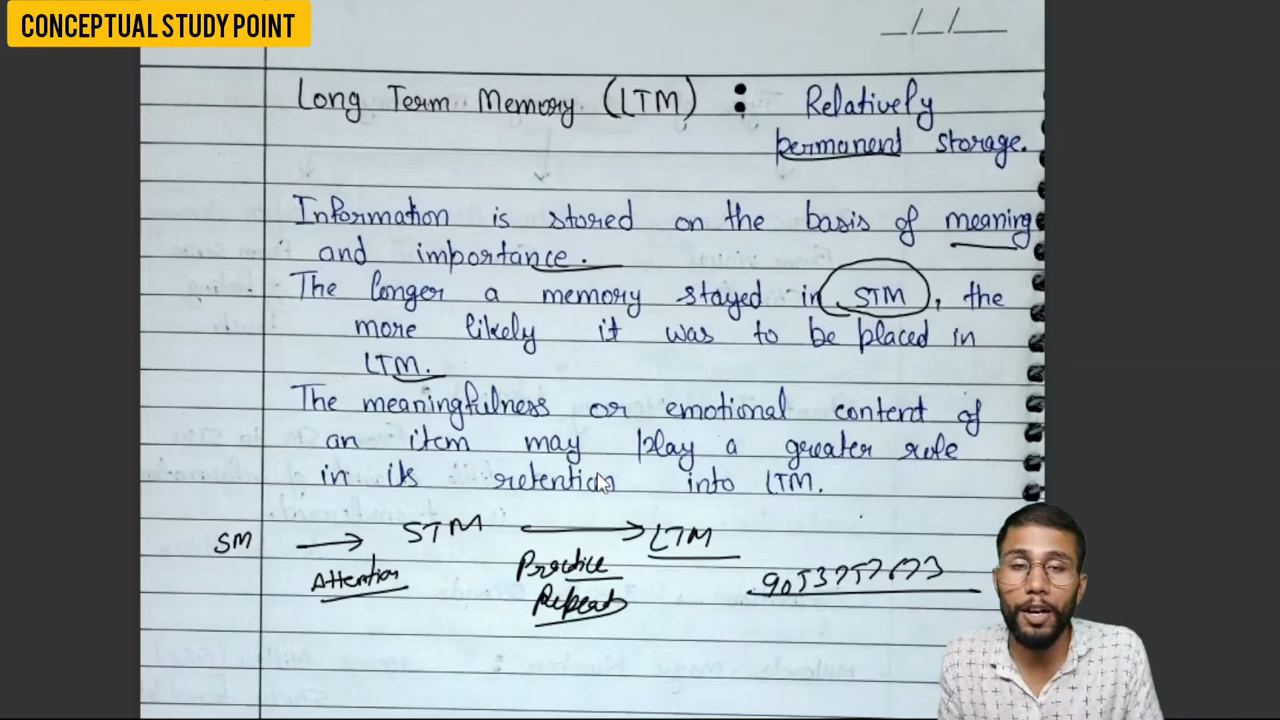 CONCEPTUAL STUDY POINT
_/_/__
Long Term Memory (LTM) : Relatively
permanent storage.
Information is stored on the basis of meaning
and importance.
The longer a memory stayed in STM, the
more likely it was to be placed in
LTM.
The meaningfulness or emotional content of
an item may play a greater role
in its retention into LTM.
SM → STM → LTM
Attention Practice
Repeat